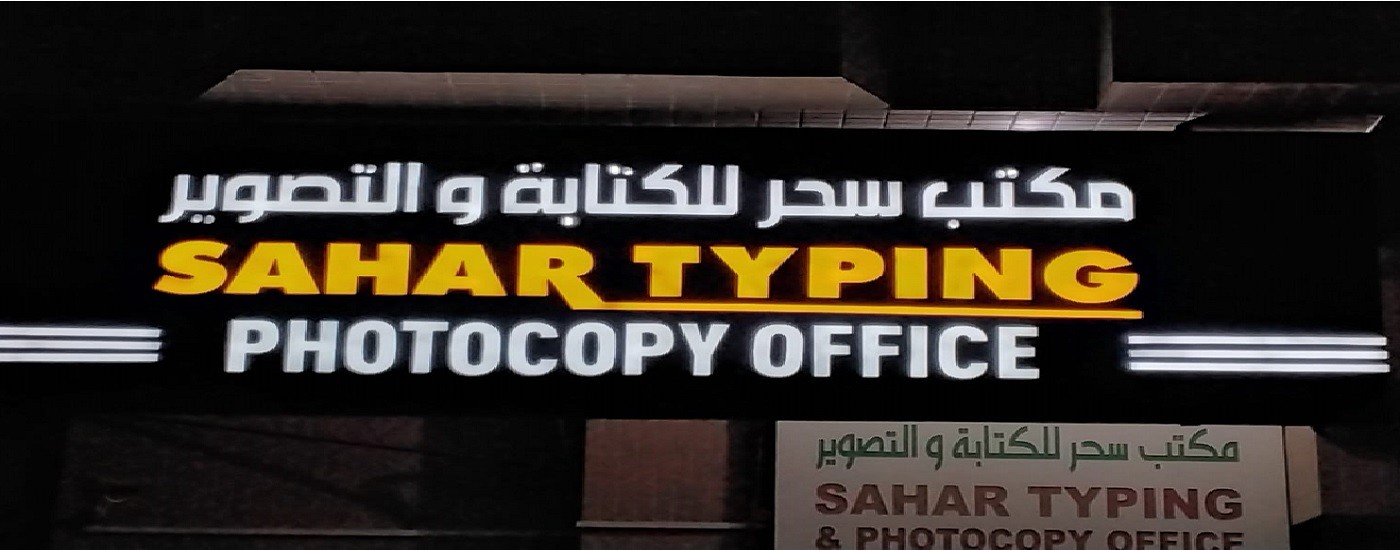 مكتب سحر للكتابة و التصوير
SAHAR TYPING
PHOTOCOPY OFFICE
مكتب سحر للكتابة و التصوير
SAHAR TYPING
& PHOTOCOPY OFFICE